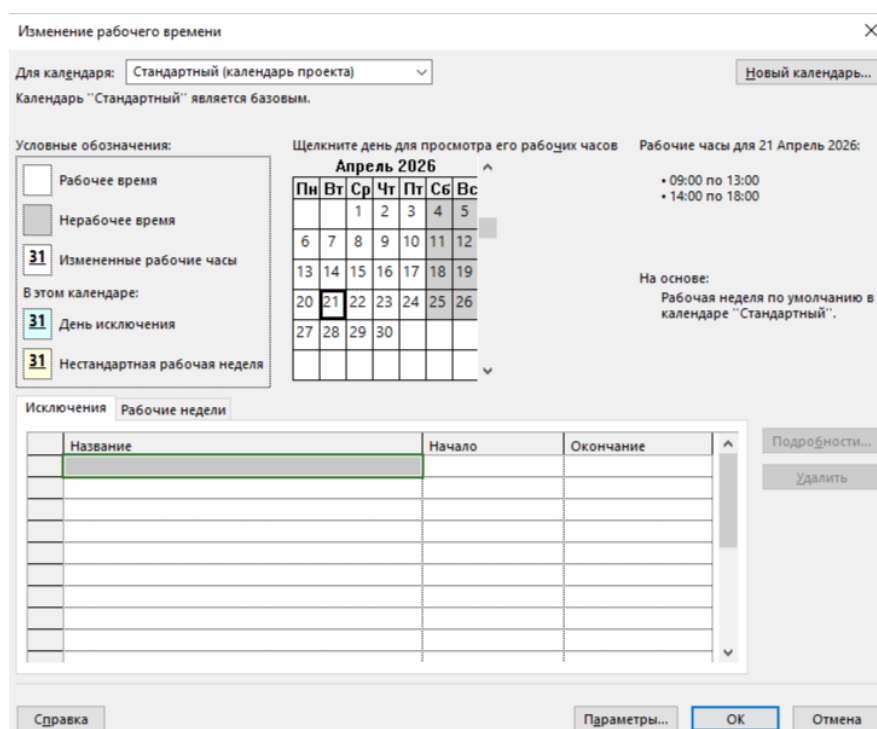 Изменение рабочего времени
Для календаря: Стандартный (календарь проекта)
Новый календарь...
Календарь "Стандартный" является базовым.
Условные обозначения:
Рабочее время
Нерабочее время
31 Измененные рабочие часы
В этом календаре:
31 День исключения
31 Нестандартная рабочая неделя
Щелкните день для просмотра его рабочих часов
Апрель 2026
Пн Вт Ср Чт Пт Сб Вс
1 2 3 4 5
6 7 8 9 10 11 12
13 14 15 16 17 18 19
20 21 22 23 24 25 26
27 28 29 30
Рабочие часы для 21 Апрель 2026:
• 09:00 по 13:00
• 14:00 по 18:00
На основе:
Рабочая неделя по умолчанию в
календаре "Стандартный".
Исключения Рабочие недели
Название Начало Окончание
Подробности...
Удалить
Справка
Параметры... ОК Отмена